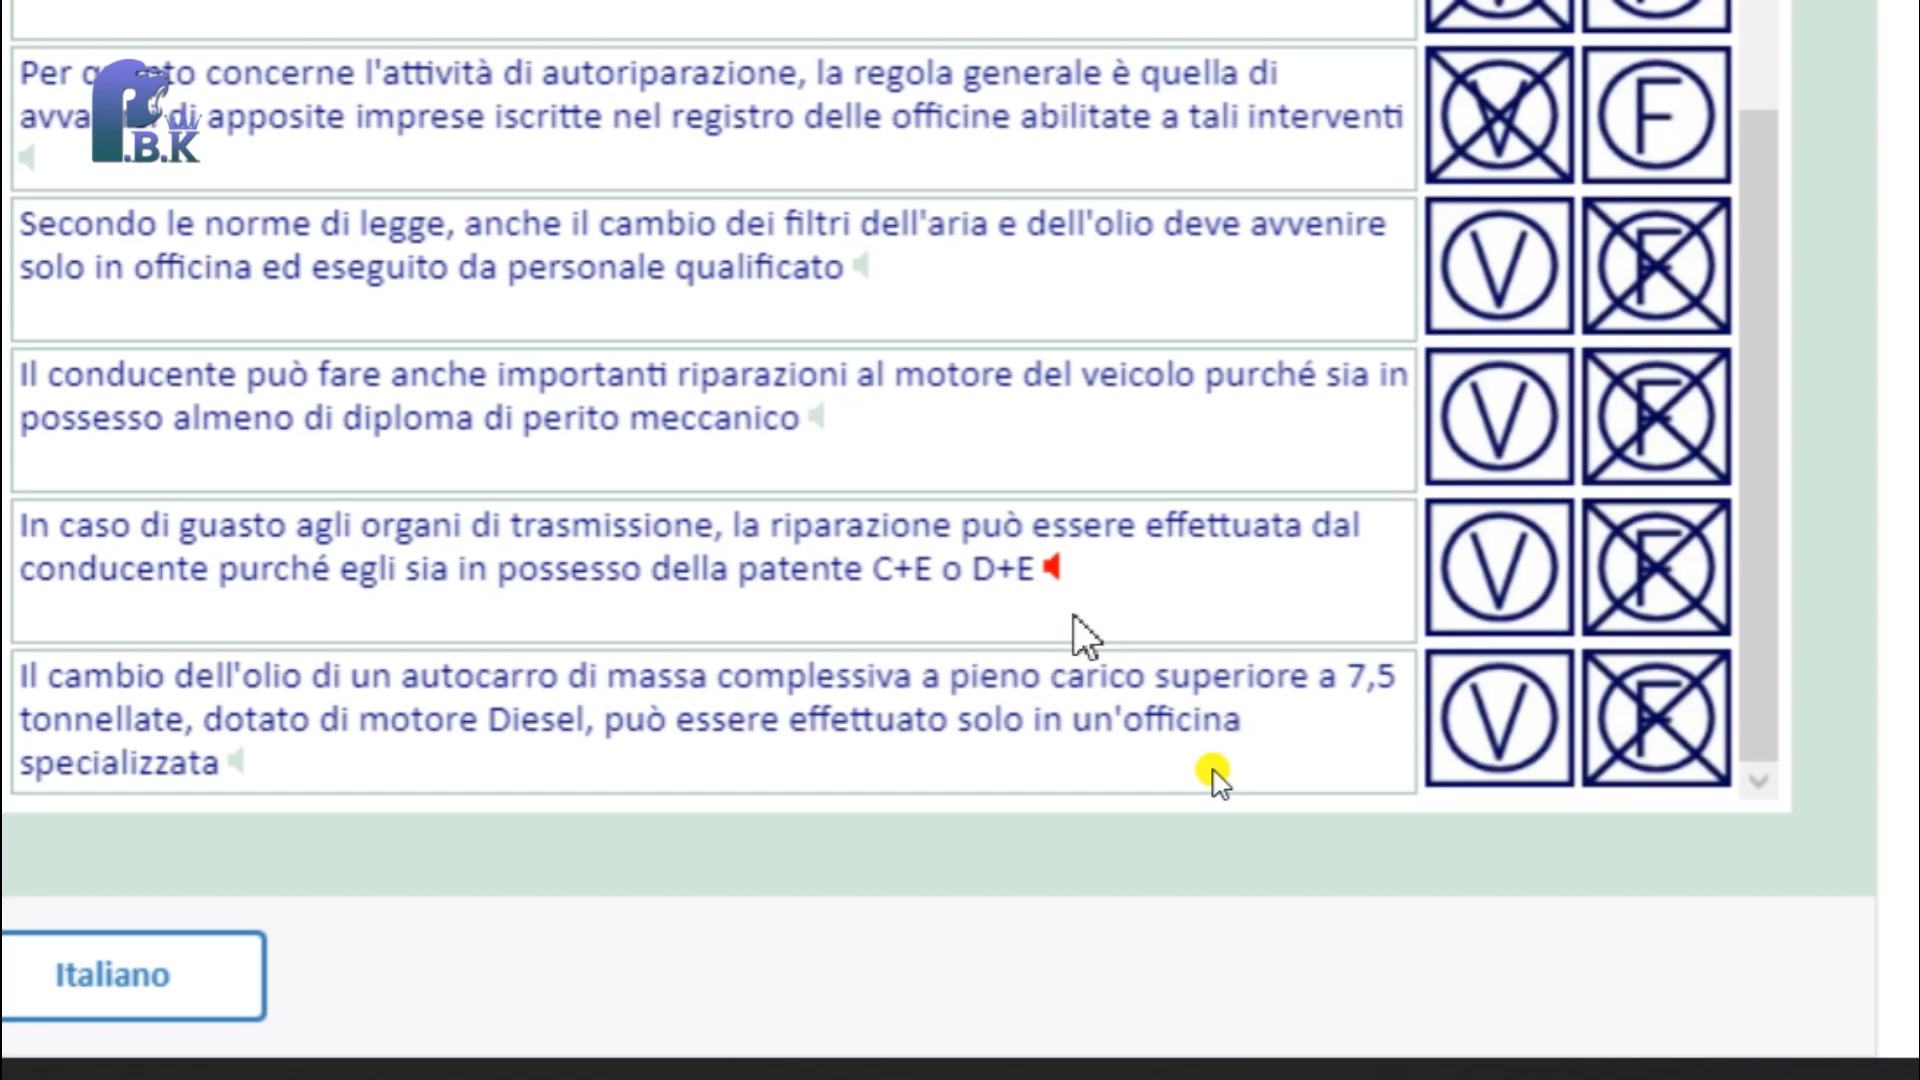 Per concerne l'attività di autoriparazione, la regola generale è quella di
di apposite imprese iscritte nel registro delle officine abilitate a tali interventi
V F
.B.K
Secondo le norme di legge, anche il cambio dei filtri dell'aria e dell'olio deve avvenire
solo in officina ed eseguito da personale qualificato
V F
Il conducente può fare anche importanti riparazioni al motore del veicolo purché sia in
possesso almeno di diploma di perito meccanico
V F
In caso di guasto agli organi di trasmissione, la riparazione può essere effettuata dal
conducente purché egli sia in possesso della patente C+E o D+E
V F
Il cambio dell'olio di un autocarro di massa complessiva a pieno carico superiore a 7,5
tonnellate, dotato di motore Diesel, può essere effettuato solo in un'officina
specializzata
V F
Italiano